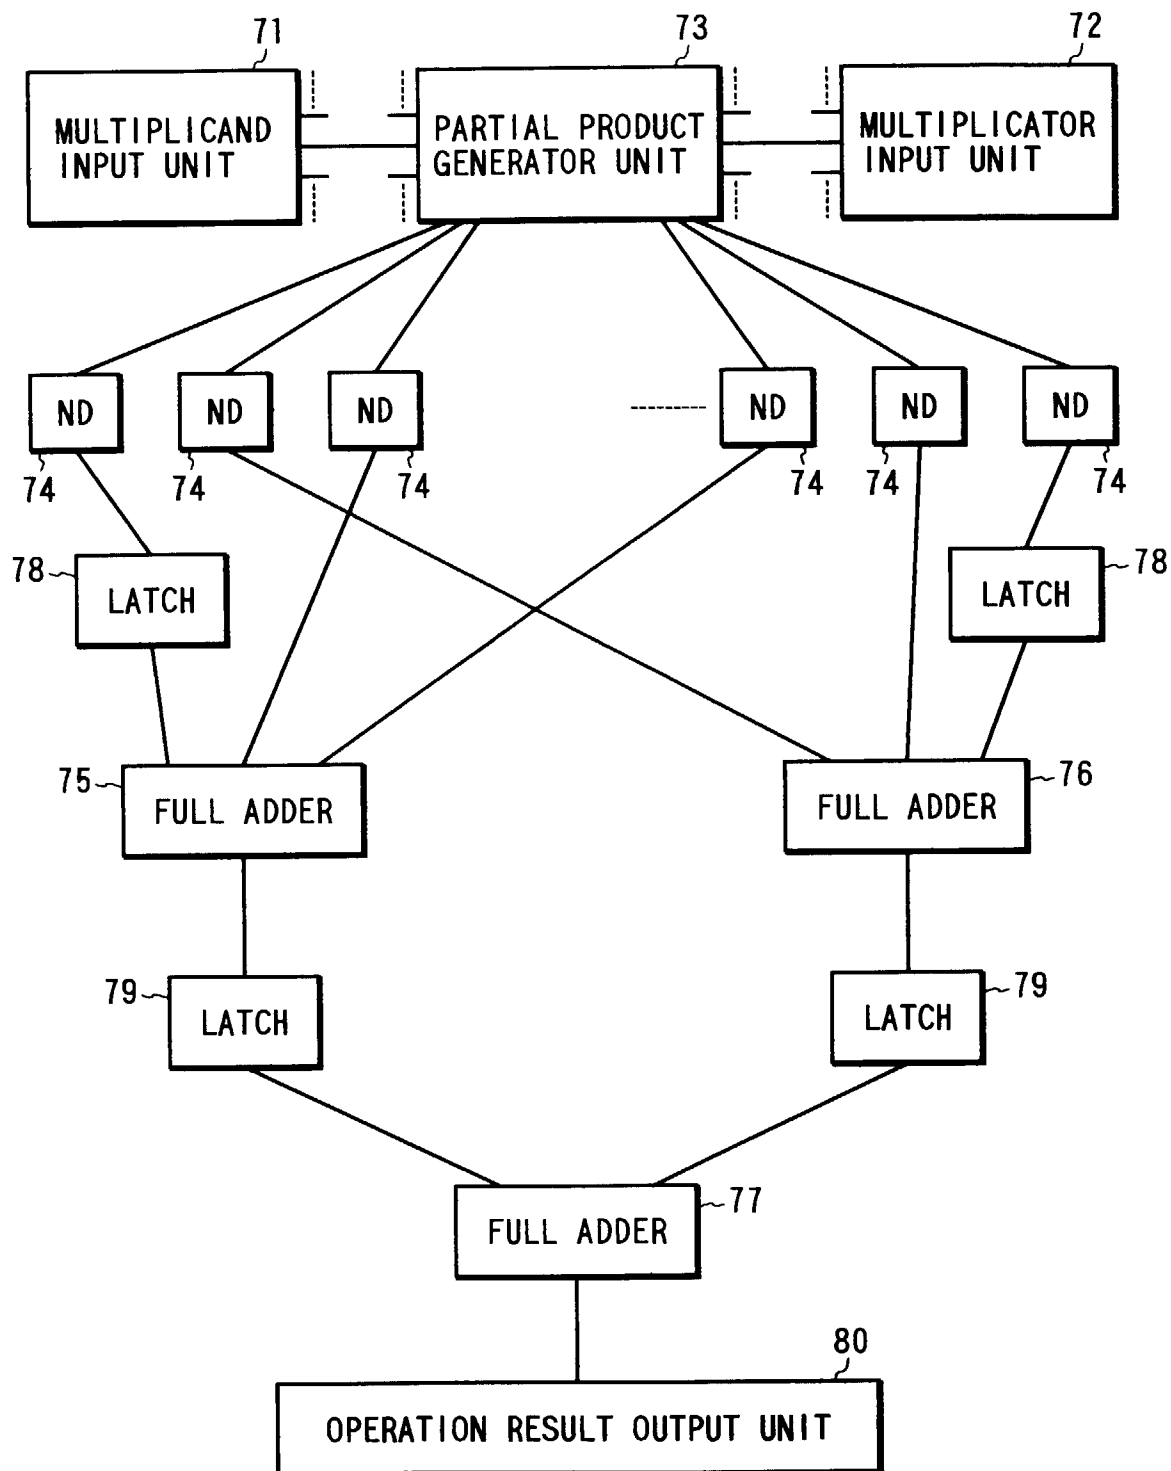 71
73
72
MULTIPLICAND
INPUT UNIT
PARTIAL PRODUCT
GENERATOR UNIT
MULTIPLICATOR
INPUT UNIT
ND
ND
ND
ND
ND
ND
74
74
74
74
74
74
78
LATCH
LATCH
78
75
FULL ADDER
FULL ADDER
76
79
LATCH
LATCH
79
FULL ADDER
77
80
OPERATION RESULT OUTPUT UNIT